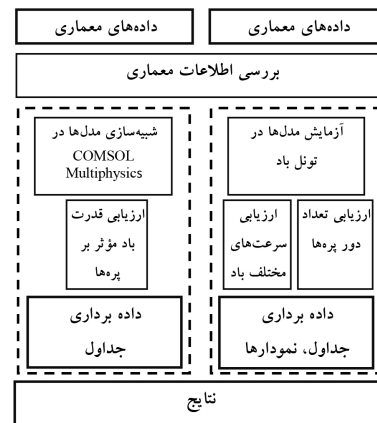 داده‌های معماری
داده‌های معماری
بررسی اطلاعات معماری
آزمایش مدل‌ها در
تونل باد
ارزیابی تعداد
دور پره‌ها
ارزیابی
سرعت‌های
مختلف باد
داده برداری
جداول، نمودارها
شبیه‌سازی مدل‌ها در
COMSOL
Multiphysics
ارزیابی قدرت
باد مؤثر بر
پره‌ها
داده برداری
جداول
نتایج